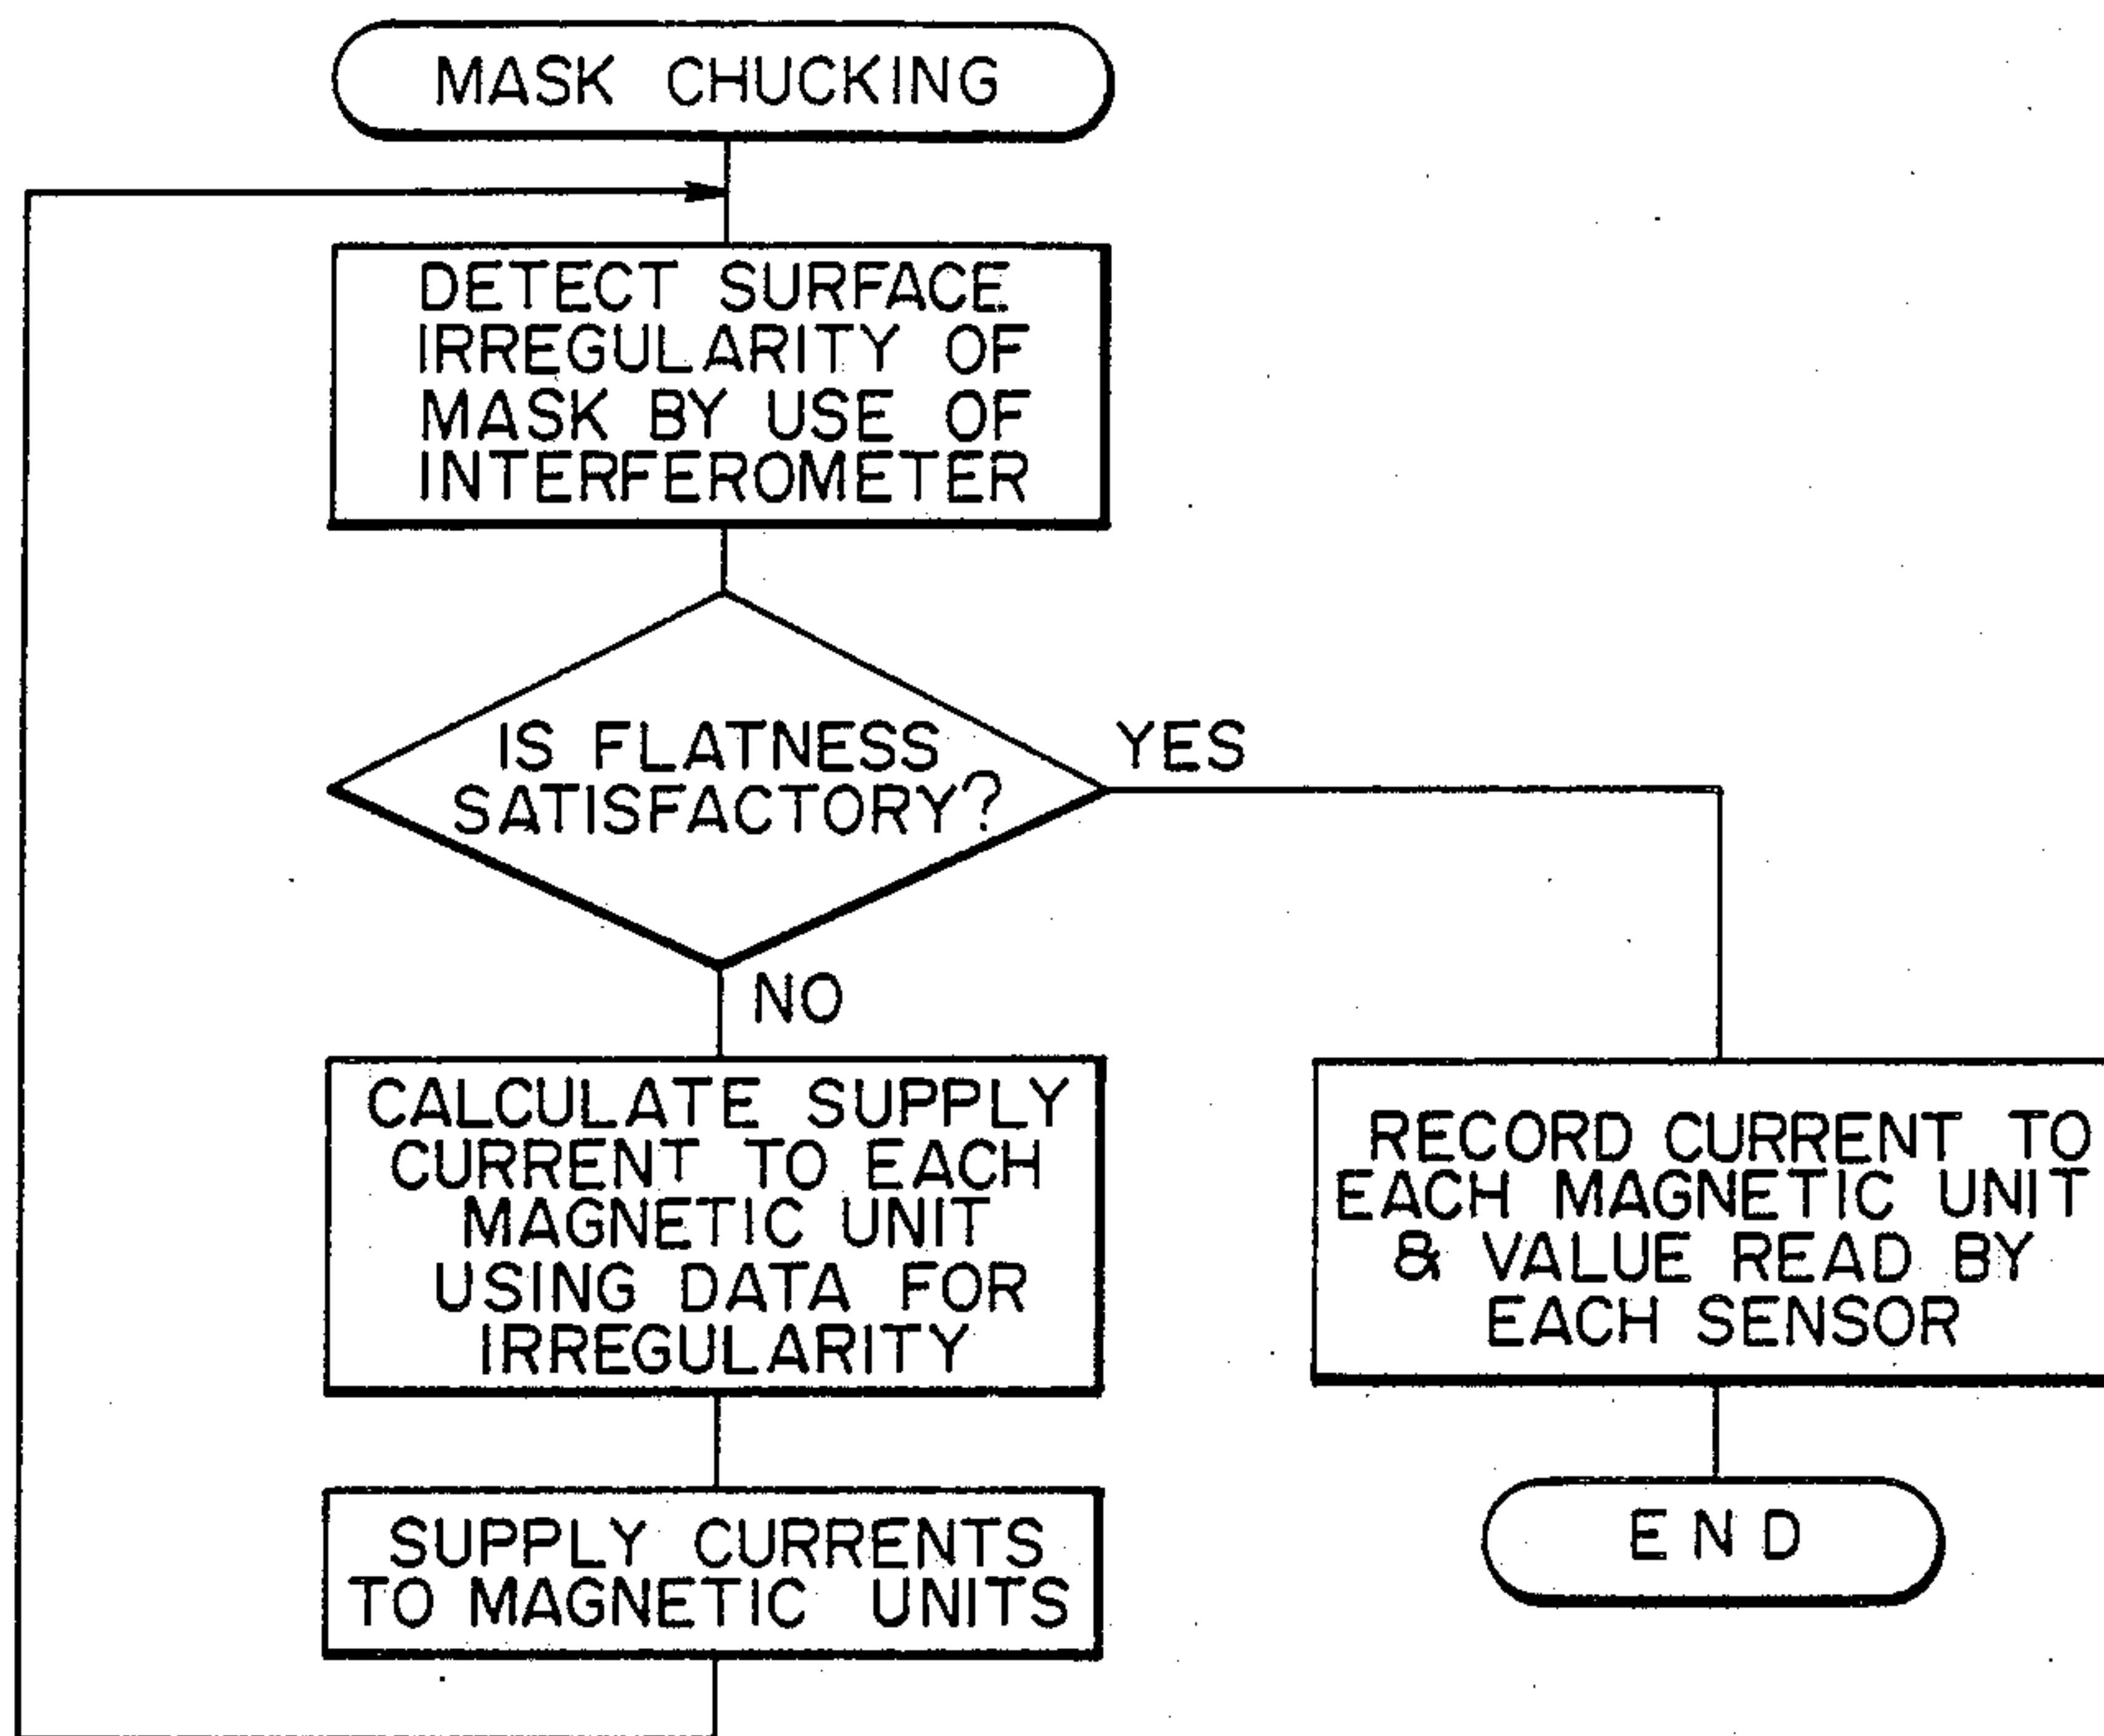 MASK CHUCKING
DETECT SURFACE
IRREGULARITY OF
MASK BY USE OF
INTERFEROMETER
IS FLATNESS
SATISFACTORY?
YES
NO
CALCULATE SUPPLY
CURRENT TO EACH
MAGNETIC UNIT
USING DATA FOR
IRREGULARITY
RECORD CURRENT TO
EACH MAGNETIC UNIT
& VALUE READ BY
EACH SENSOR
SUPPLY CURRENTS
TO MAGNETIC UNITS
END